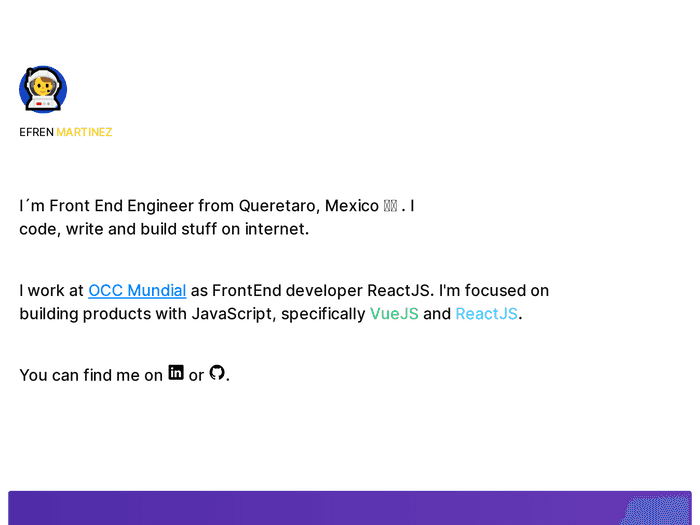 EFREN MARTINEZ
I´m Front End Engineer from Queretaro, Mexico . I
code, write and build stuff on internet.
I work at OCC Mundial as FrontEnd developer ReactJS. I'm focused on
building products with JavaScript, specifically VueJS and ReactJS.
You can find me on in or .